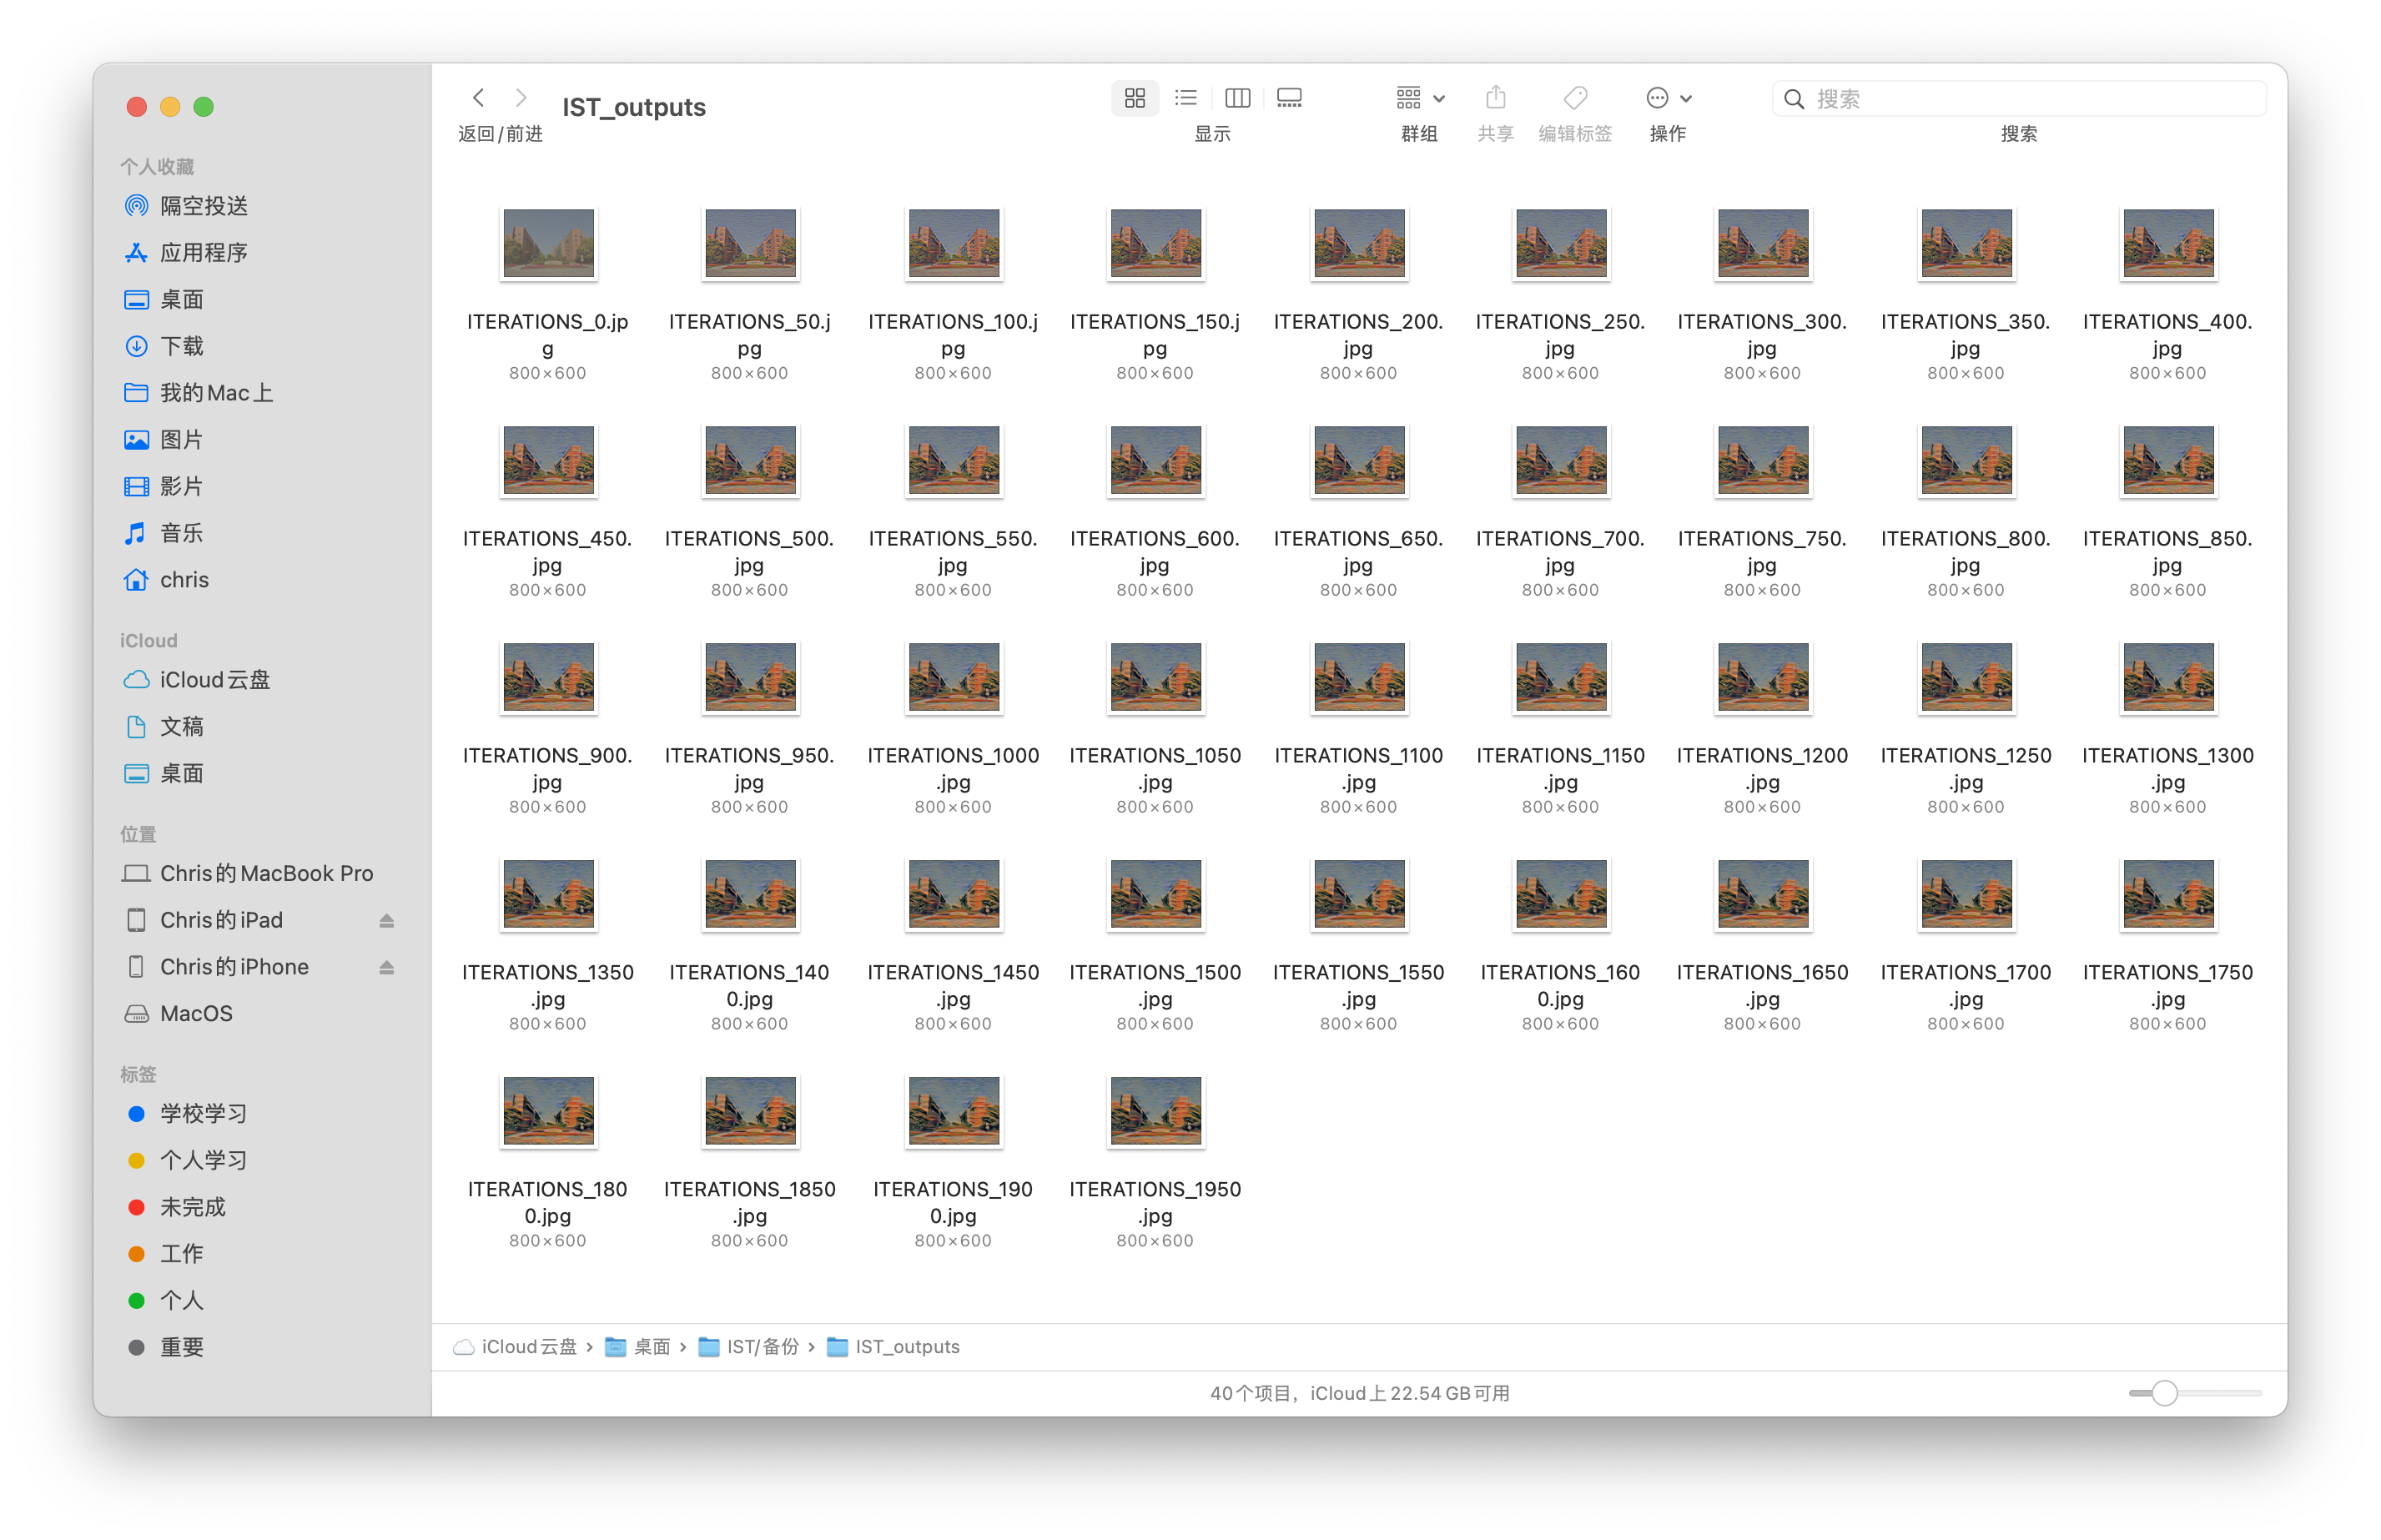 IST_outputs
返回/前进
显示
群组
共享
编辑标签
操作
搜索
搜索
个人收藏
隔空投送
应用程序
桌面
下载
我的Mac上
图片
影片
音乐
chris
iCloud
iCloud云盘
文稿
桌面
位置
Chris的MacBook Pro
Chris的iPad
Chris的iPhone
MacOS
标签
学校学习
个人学习
未完成
工作
个人
重要
ITERATIONS_0.jp
g
800×600
ITERATIONS_50.j
pg
800×600
ITERATIONS_100.j
pg
800×600
ITERATIONS_150.j
pg
800×600
ITERATIONS_200.
jpg
800×600
ITERATIONS_250.
jpg
800×600
ITERATIONS_300.
jpg
800×600
ITERATIONS_350.
jpg
800×600
ITERATIONS_400.
jpg
800×600
ITERATIONS_450.
jpg
800×600
ITERATIONS_500.
jpg
800×600
ITERATIONS_550.
jpg
800×600
ITERATIONS_600.
jpg
800×600
ITERATIONS_650.
jpg
800×600
ITERATIONS_700.
jpg
800×600
ITERATIONS_750.
jpg
800×600
ITERATIONS_800.
jpg
800×600
ITERATIONS_850.
jpg
800×600
ITERATIONS_900.
jpg
800×600
ITERATIONS_950.
jpg
800×600
ITERATIONS_1000
.jpg
800×600
ITERATIONS_1050
.jpg
800×600
ITERATIONS_1100
.jpg
800×600
ITERATIONS_1150
.jpg
800×600
ITERATIONS_1200
.jpg
800×600
ITERATIONS_1250
.jpg
800×600
ITERATIONS_1300
.jpg
800×600
ITERATIONS_1350
.jpg
800×600
ITERATIONS_140
0.jpg
800×600
ITERATIONS_1450
.jpg
800×600
ITERATIONS_1500
.jpg
800×600
ITERATIONS_1550
.jpg
800×600
ITERATIONS_160
0.jpg
800×600
ITERATIONS_1650
.jpg
800×600
ITERATIONS_1700
.jpg
800×600
ITERATIONS_1750
.jpg
800×600
ITERATIONS_180
0.jpg
800×600
ITERATIONS_1850
.jpg
800×600
ITERATIONS_190
0.jpg
800×600
ITERATIONS_1950
.jpg
800×600
iCloud云盘 › 桌面 › IST/备份 › IST_outputs
40个项目，iCloud上22.54 GB可用